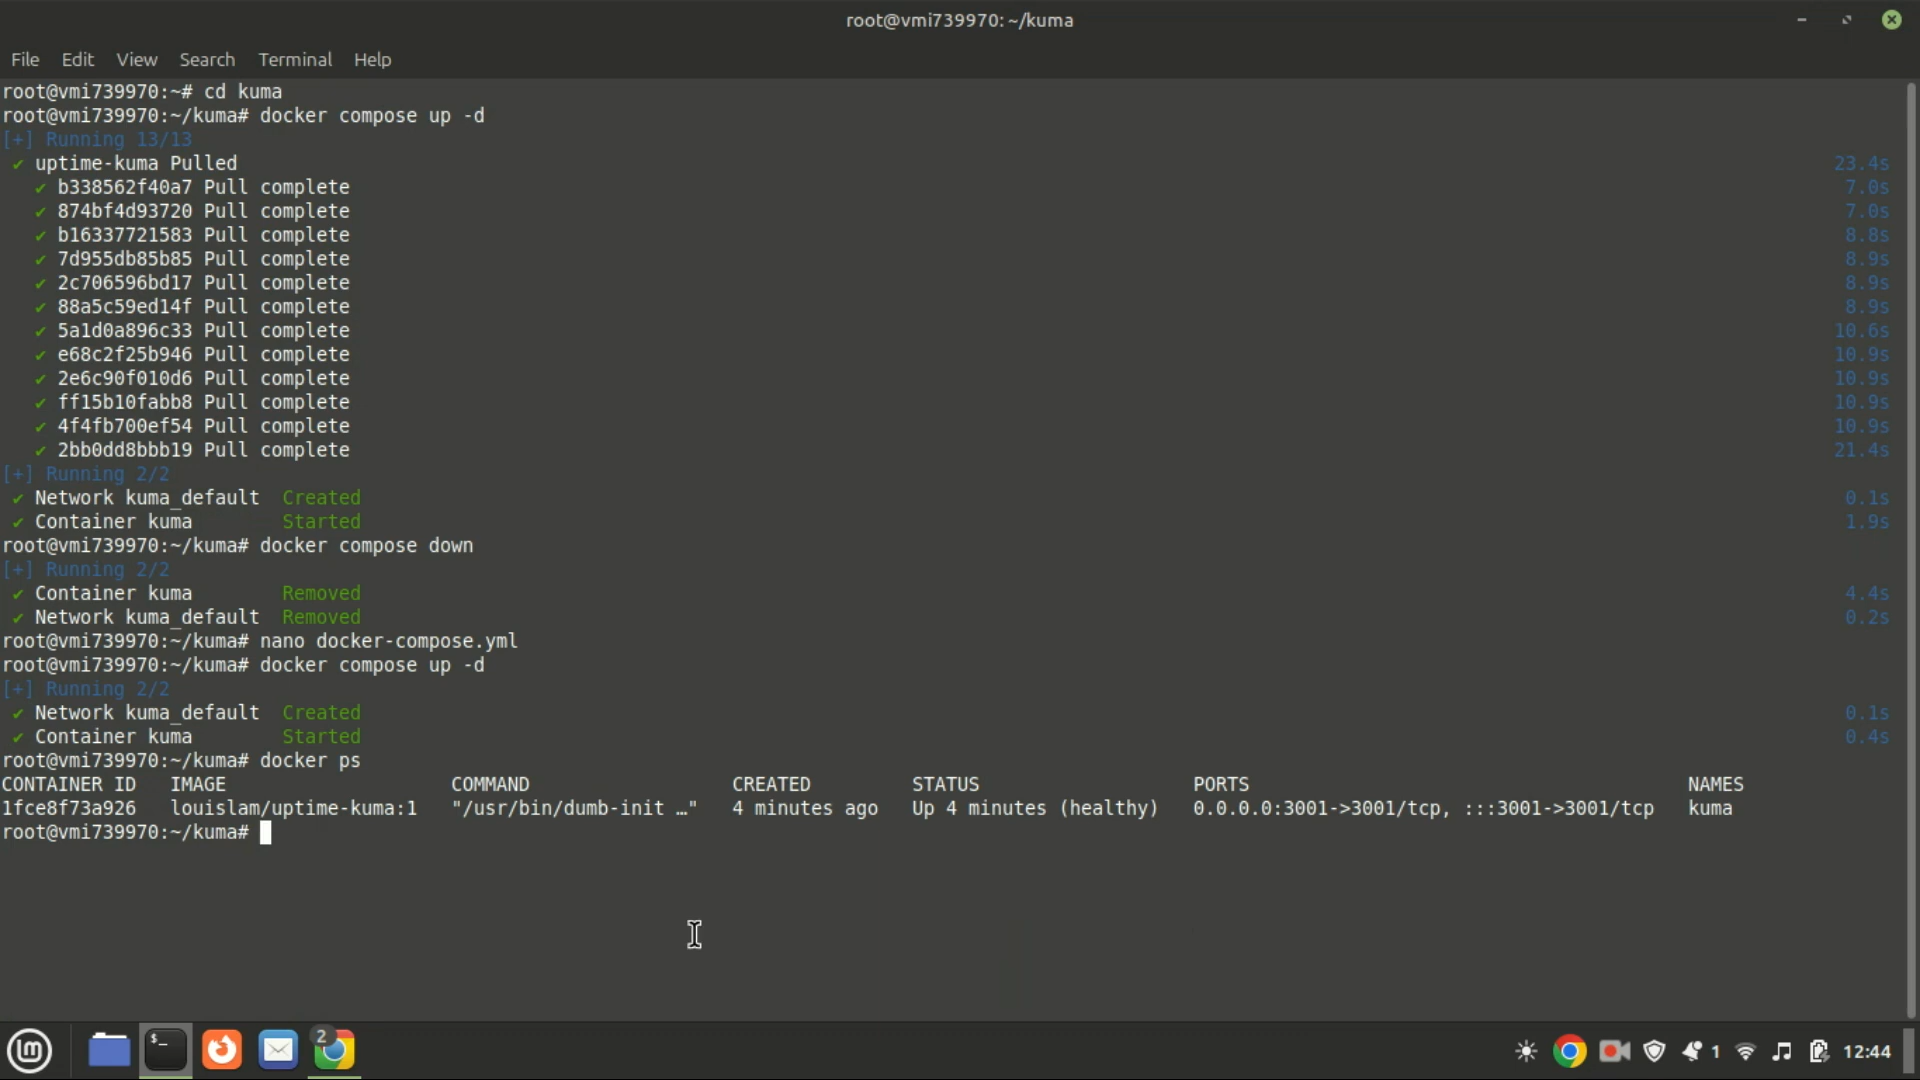 root@vmi739970: ~/kuma
File Edit View Search Terminal Help
root@vmi739970:~# cd kuma
root@vmi739970:~/kuma# docker compose up -d
[+] Running 13/13
✔ uptime-kuma Pulled 23.4s
✔ b338562f40a7 Pull complete 7.0s
✔ 874bf4d93720 Pull complete 7.0s
✔ b16337721583 Pull complete 8.8s
✔ 7d955db85b85 Pull complete 8.9s
✔ 2c706596bd17 Pull complete 8.9s
✔ 88a5c59ed14f Pull complete 8.9s
✔ 5a1d0a896c33 Pull complete 10.6s
✔ e68c2f25b946 Pull complete 10.9s
✔ 2e6c90f010d6 Pull complete 10.9s
✔ ff15b10fabb8 Pull complete 10.9s
✔ 4f4fb700ef54 Pull complete 10.9s
✔ 2bb0dd8bbb19 Pull complete 21.4s
[+] Running 2/2
✔ Network kuma_default Created 0.1s
✔ Container kuma Started 1.9s
root@vmi739970:~/kuma# docker compose down
[+] Running 2/2
✔ Container kuma Removed 4.4s
✔ Network kuma_default Removed 0.2s
root@vmi739970:~/kuma# nano docker-compose.yml
root@vmi739970:~/kuma# docker compose up -d
[+] Running 2/2
✔ Network kuma_default Created 0.1s
✔ Container kuma Started 0.4s
root@vmi739970:~/kuma# docker ps
CONTAINER ID IMAGE COMMAND CREATED STATUS PORTS NAMES
1fce8f73a926 louislam/uptime-kuma:1 "/usr/bin/dumb-init …" 4 minutes ago Up 4 minutes (healthy) 0.0.0.0:3001->3001/tcp, :::3001->3001/tcp kuma
root@vmi739970:~/kuma#
$_ 2 1 12:44